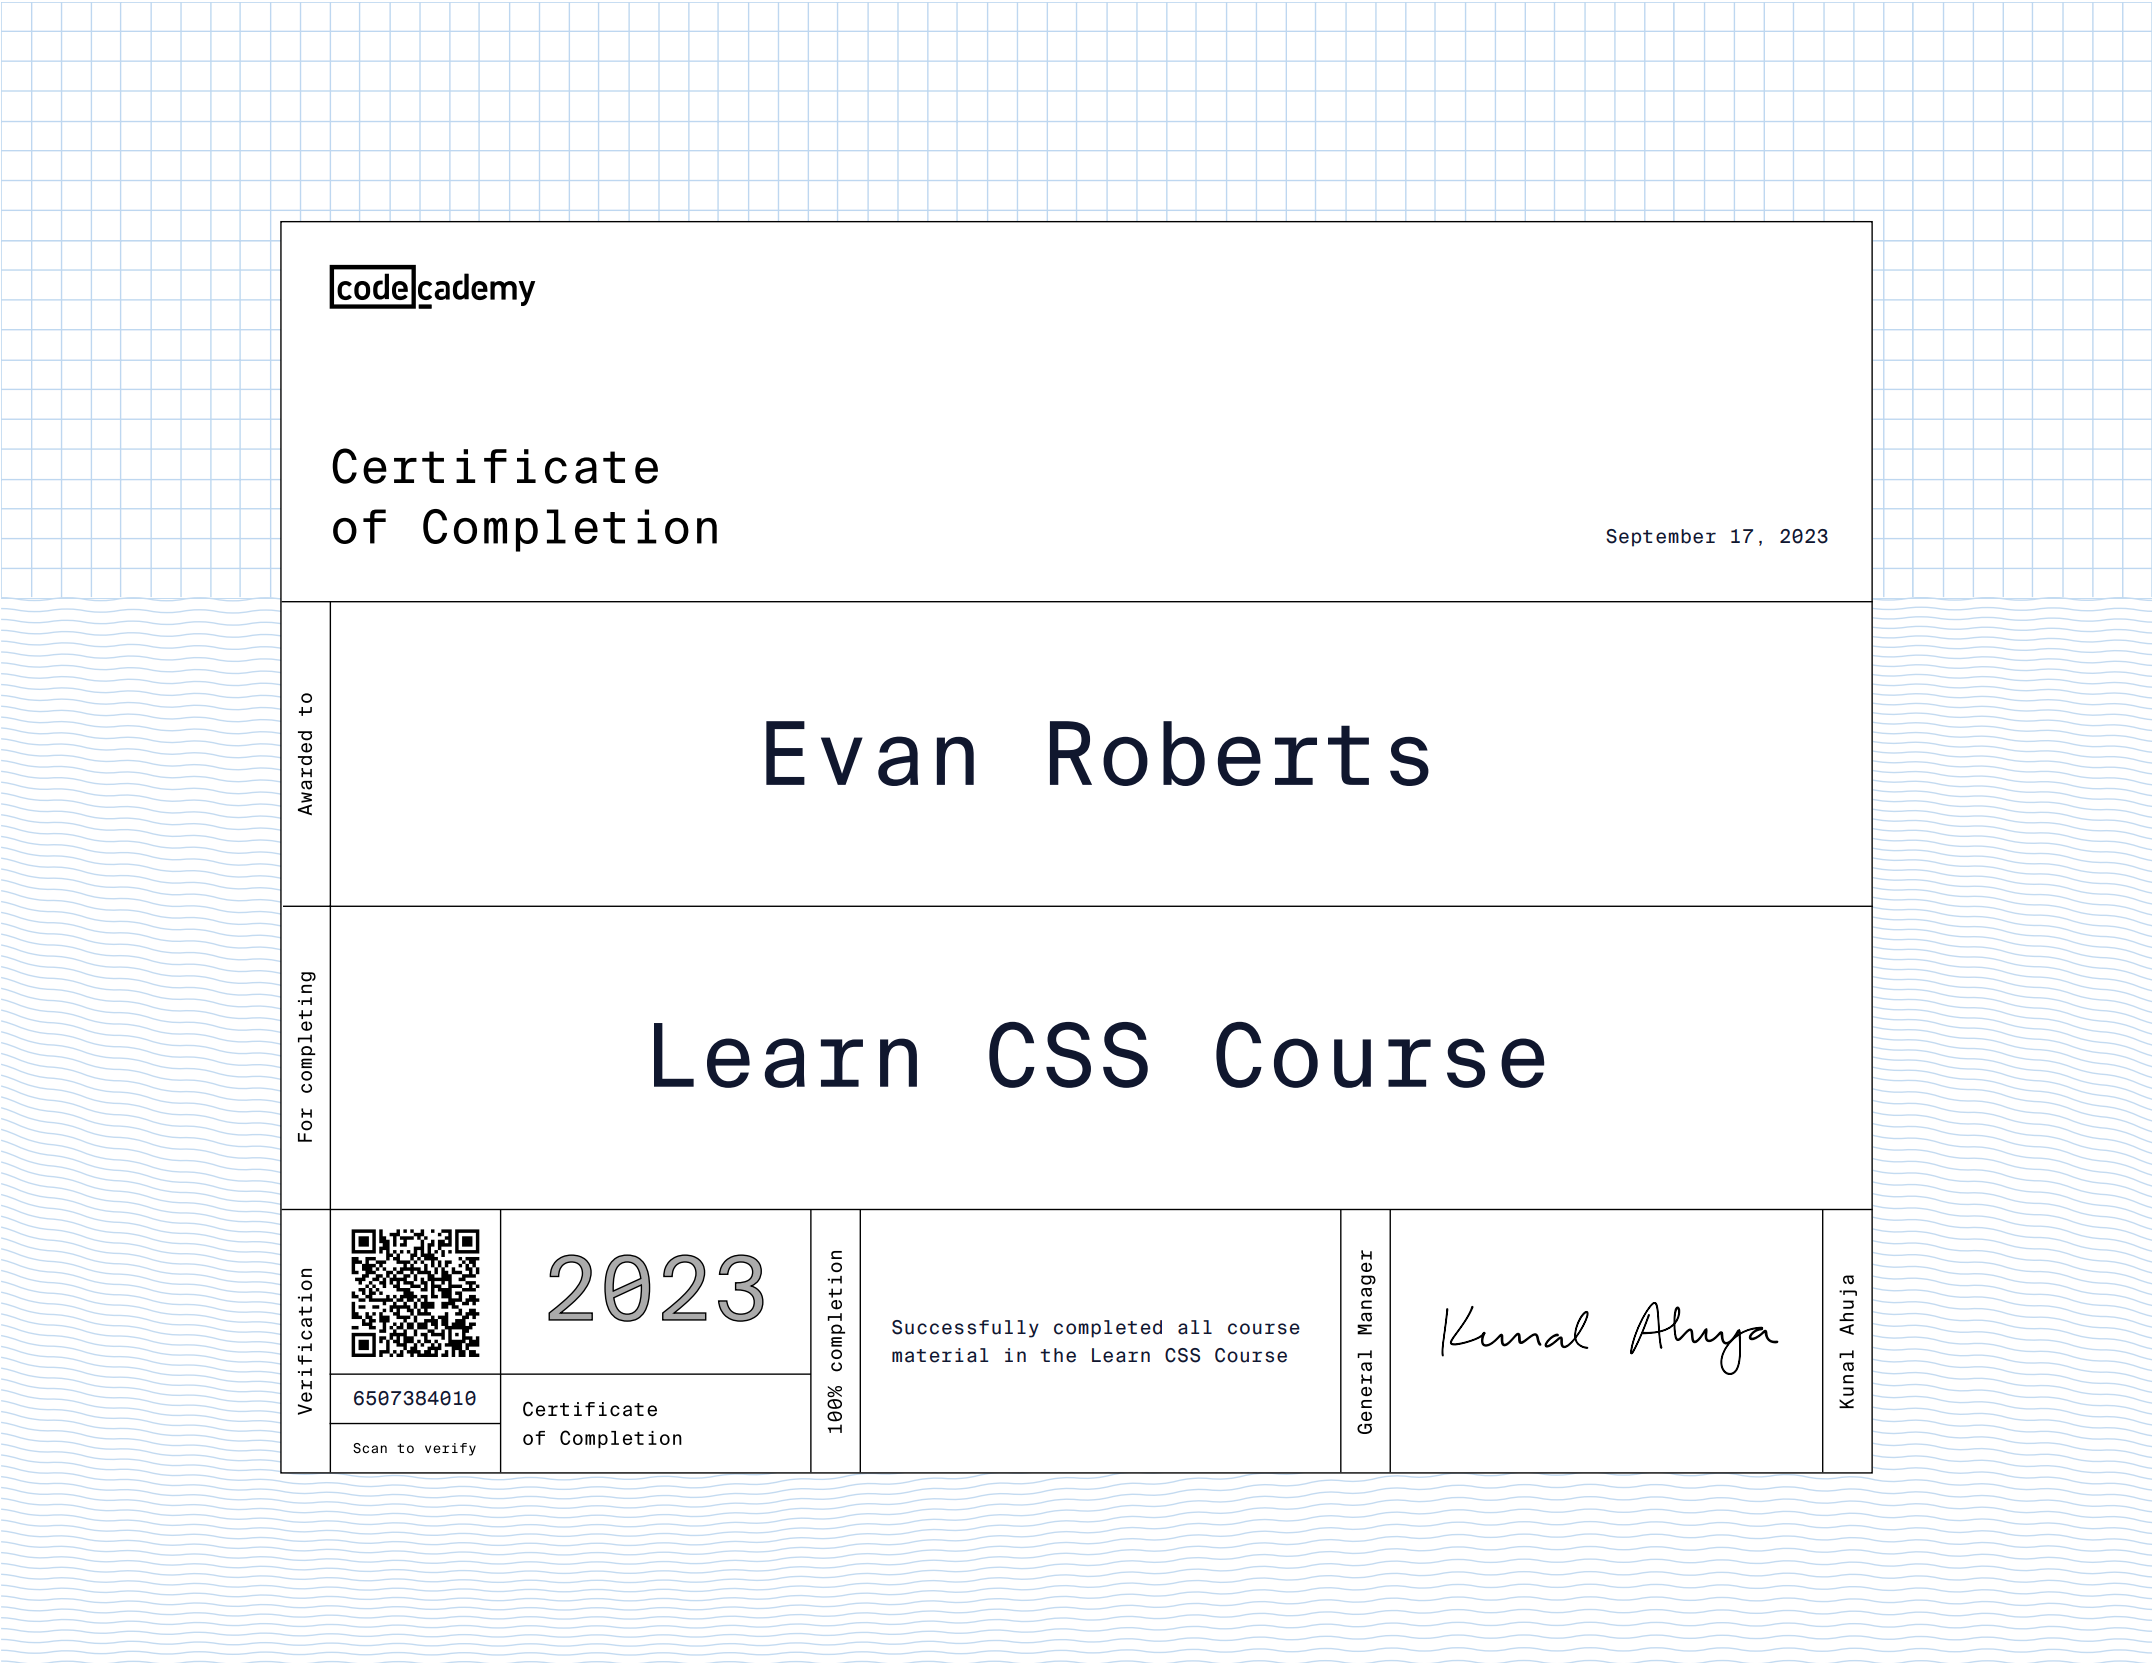 codecademy
Certificate
of Completion
September 17, 2023
Awarded to
Evan Roberts
For completing
Learn CSS Course
Verification
6507384010
Scan to verify
2023
Certificate
of Completion
100% completion
Successfully completed all course
material in the Learn CSS Course
General Manager
Kunal Ahuja
Kunal Ahuja